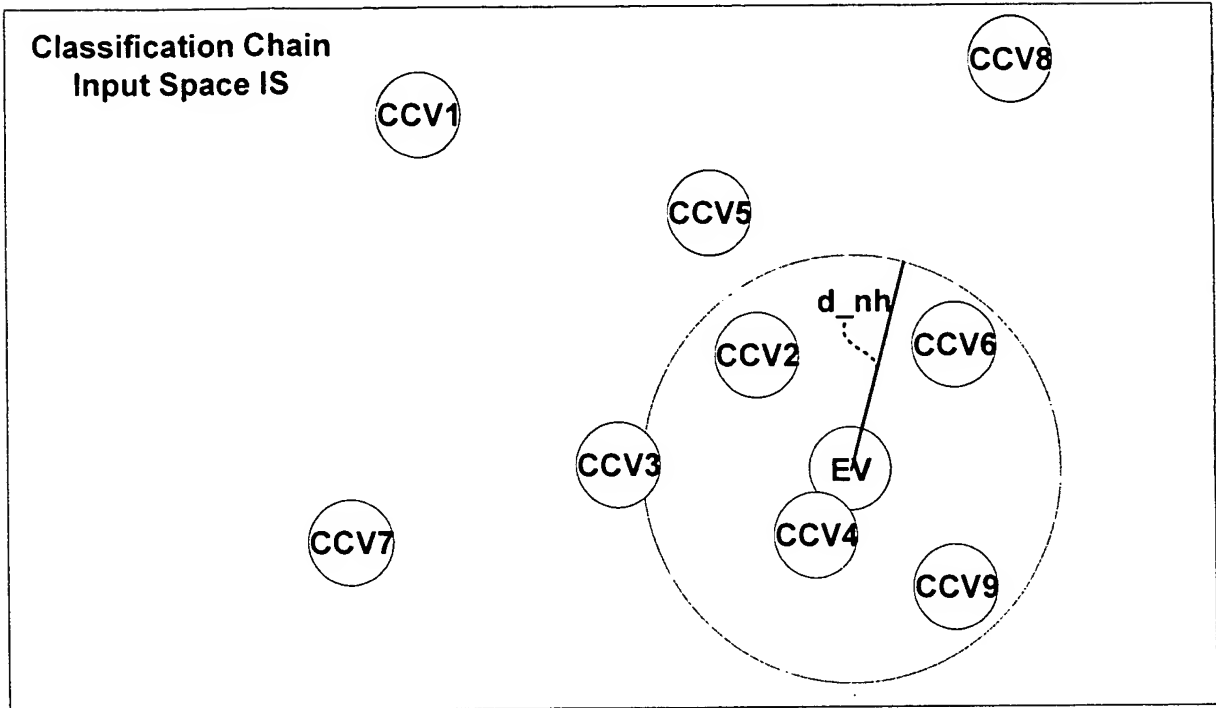 Classification Chain
Input Space IS
CCV8
CCV1
CCV5
d_nh
CCV6
CCV2
CCV3
EV
CCV4
CCV7
CCV9